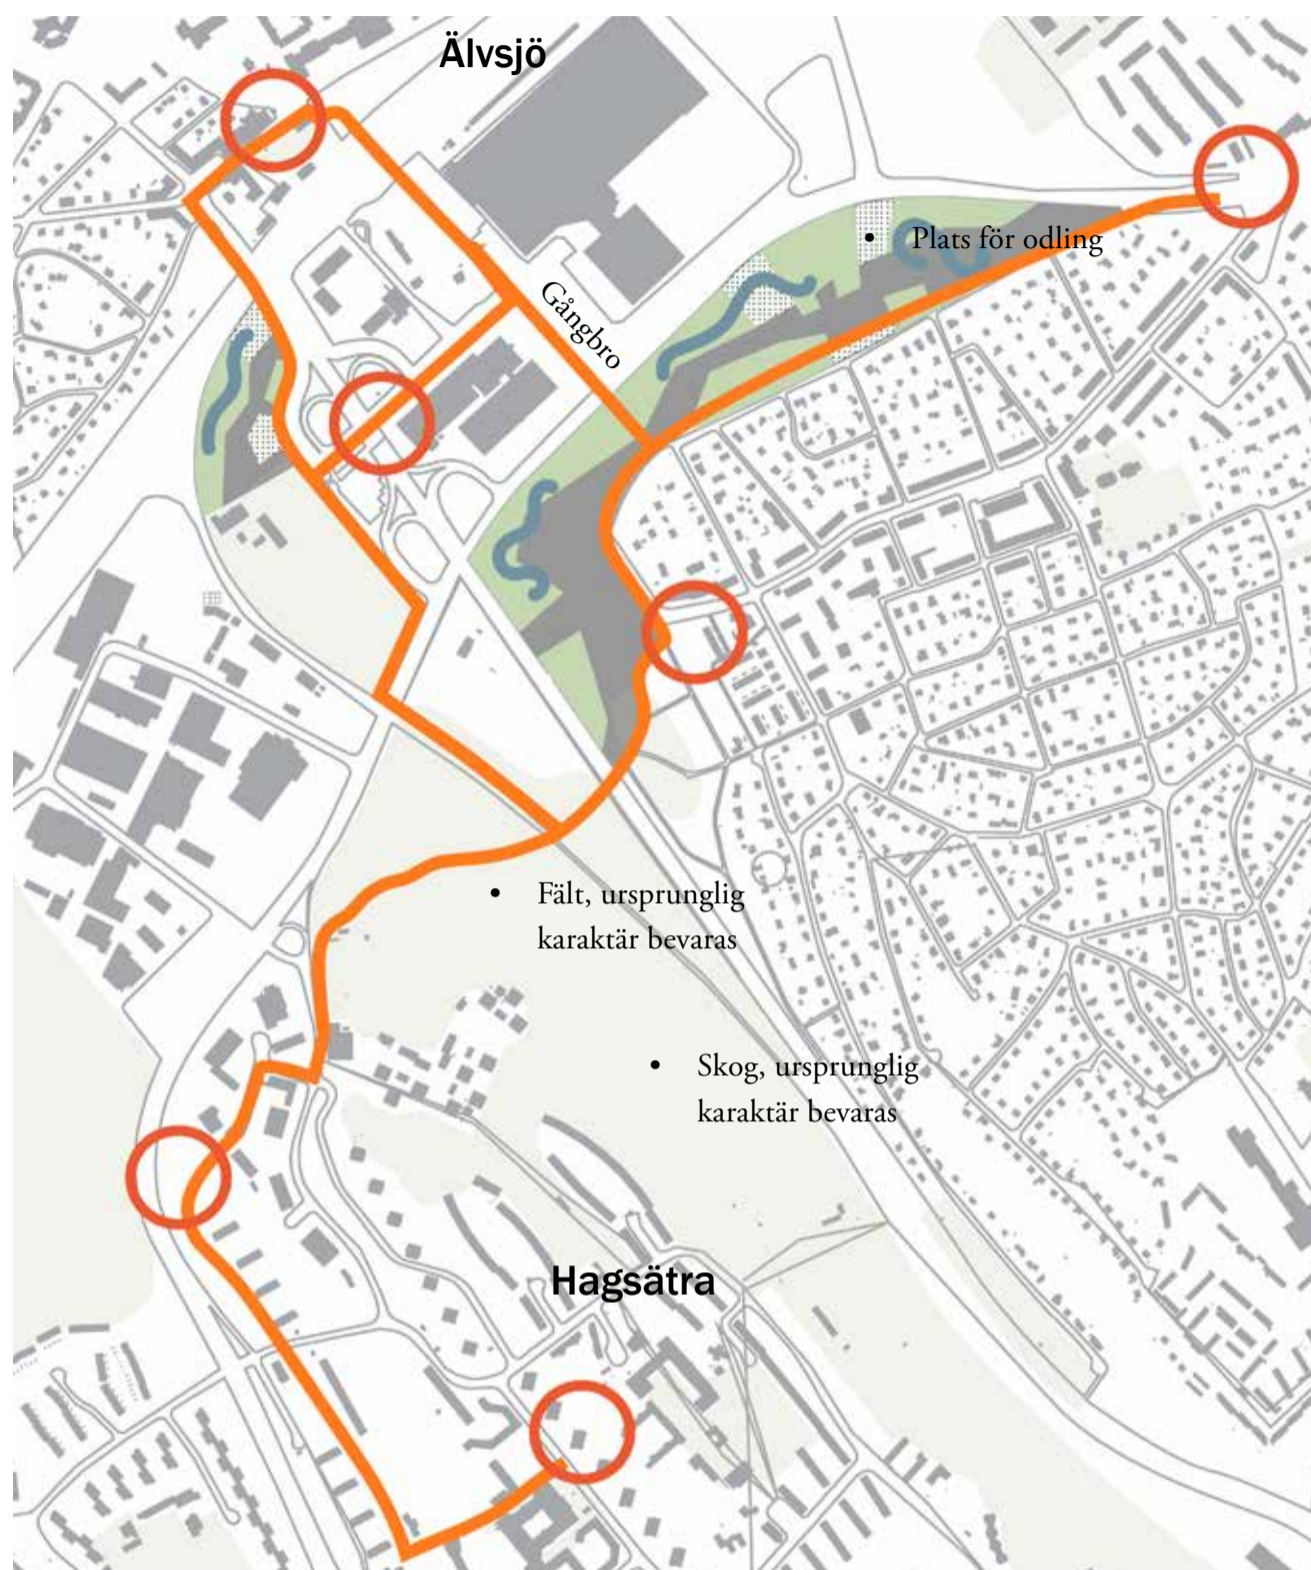 Älvsjö
• Plats för odling
Gångbro
• Fält, ursprunglig
karaktär bevaras
• Skog, ursprunglig
karaktär bevaras
Hagsätra